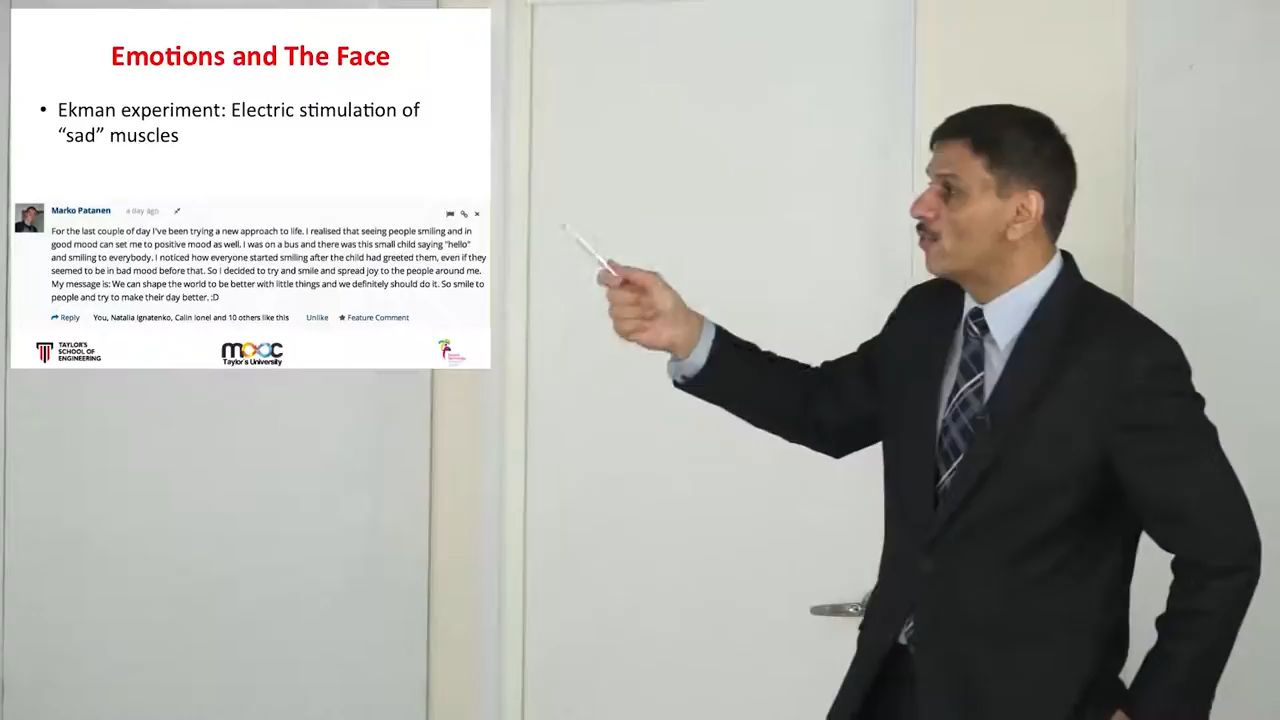 Emotions and The Face
• Ekman experiment: Electric stimulation of
“sad” muscles
Marko Patanen a day ago
For the last couple of day I've been trying a new approach to life. I realised that seeing people smiling and in
good mood can set me to positive mood as well. I was on a bus and there was this small child saying "hello"
and smiling to everybody. I noticed how everyone started smiling after the child had greeted them, even if they
seemed to be in bad mood before that. So I decided to try and smile and spread joy to the people around me.
My message is: We can shape the world to be better with little things and we definitely should do it. So smile to
people and try to make their day better. :D
Reply You, Natalia Ignatenko, Calin Ionel and 10 others like this Unlike Feature Comment
TAYLOR'S
SCHOOL OF
ENGINEERING
mooc
Taylor's University